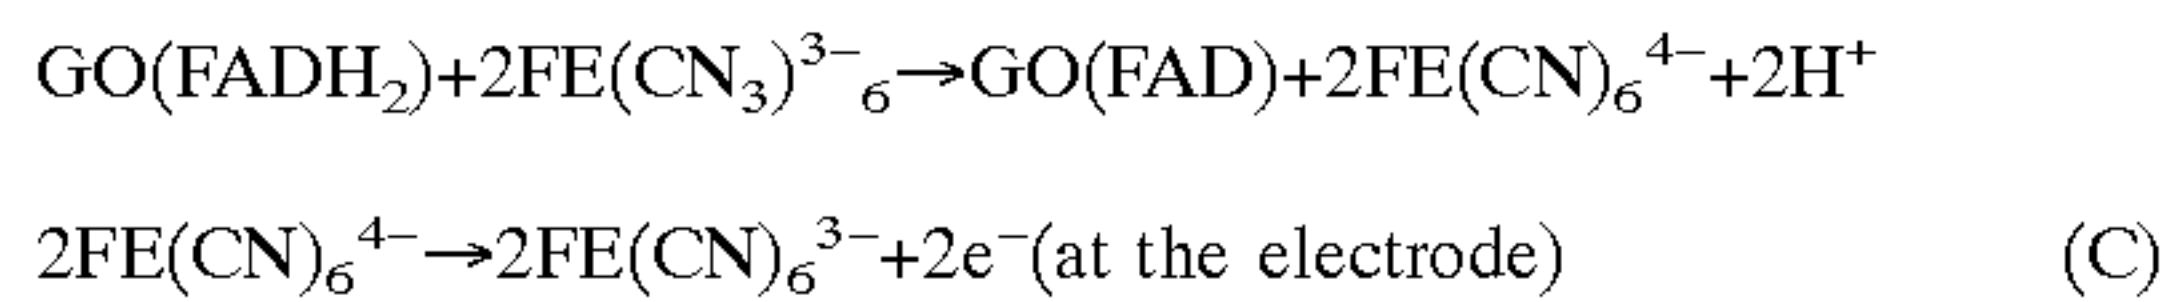 GO(FADH₂)+2FE(CN₃)³⁻₆→GO(FAD)+2FE(CN)₆⁴⁻+2H⁺
2FE(CN)₆⁴⁻→2FE(CN)₆³⁻+2e⁻(at the electrode) (C)